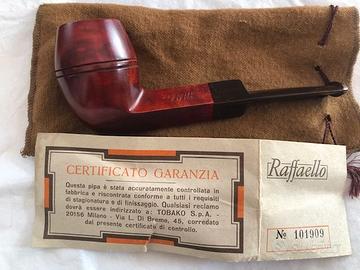 CERTIFICATO GARANZIA
Questa pipa è stata accuratamente controllata in
fabbrica e riscontrata conforme a tutti i requisiti
di stagionatura e di finissaggio. Qualsiasi reclamo
dovrà essere indirizzato a: TOBAKO S.p.A. -
20156 Milano - Via L. Di Breme, 45, corredato
dal presente certificato di controllo.
Raffaello
№ 101909